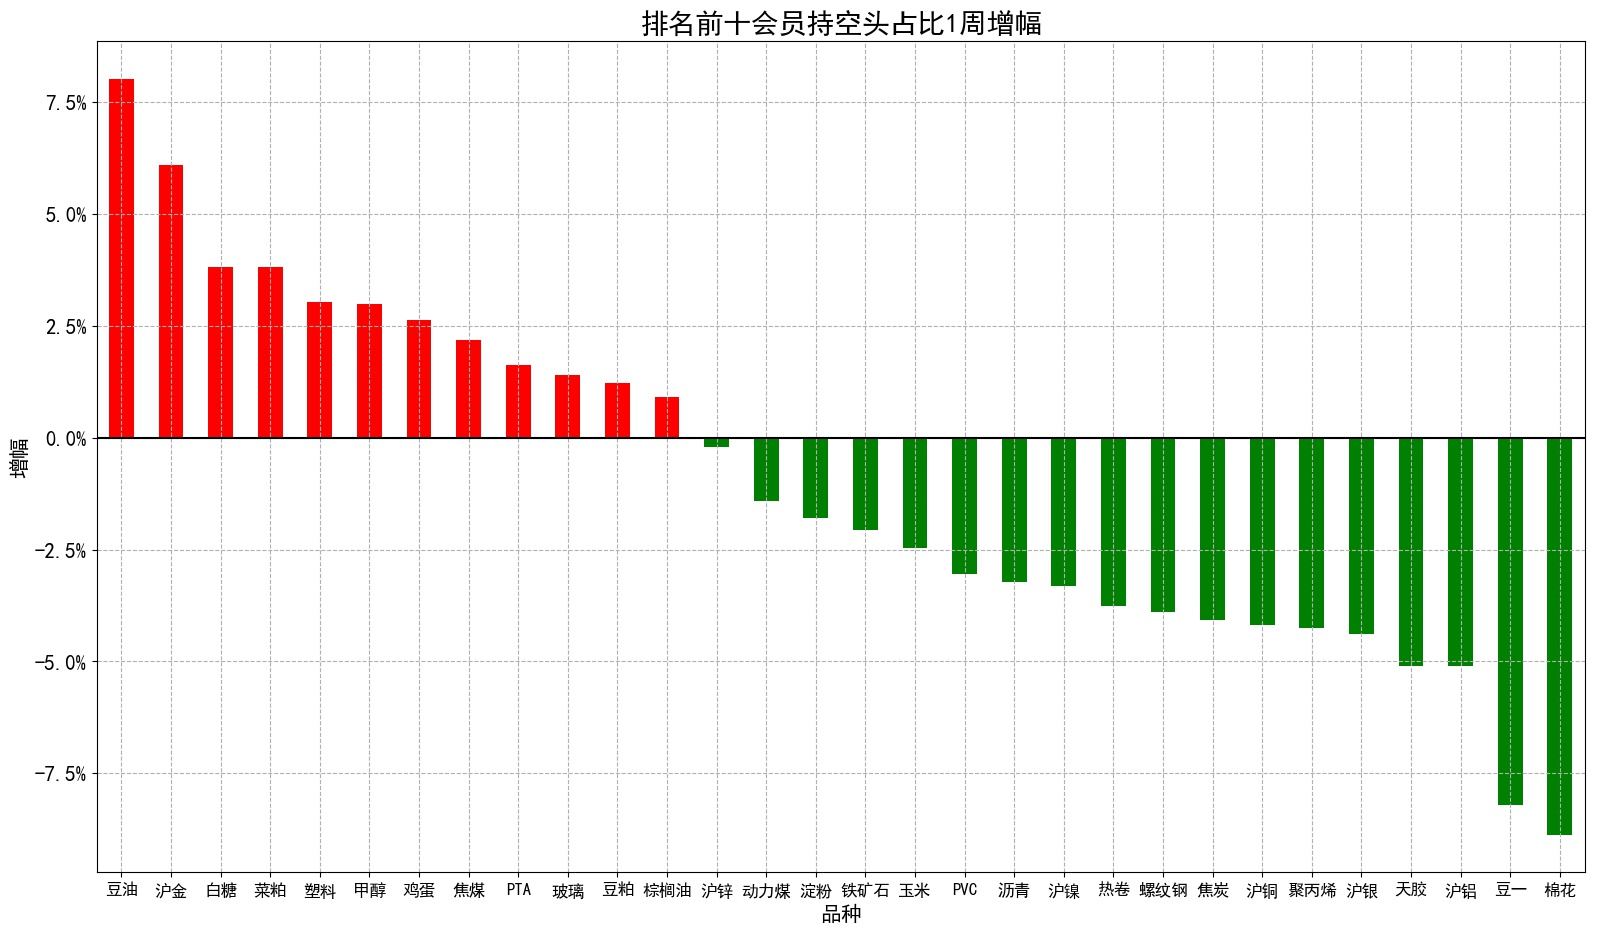 排名前十会员持空头占比1周增幅
7.5%
5.0%
2.5%
0.0%
-2.5%
-5.0%
-7.5%
增幅
豆油 沪金 白糖 菜粕 塑料 甲醇 鸡蛋 焦煤 PTA 玻璃 豆粕 棕榈油 沪锌 动力煤 淀粉 铁矿石 玉米 PVC 沥青 沪镍 热卷 螺纹钢 焦炭 沪铜 聚丙烯 沪银 天胶 沪铝 豆一 棉花
品种